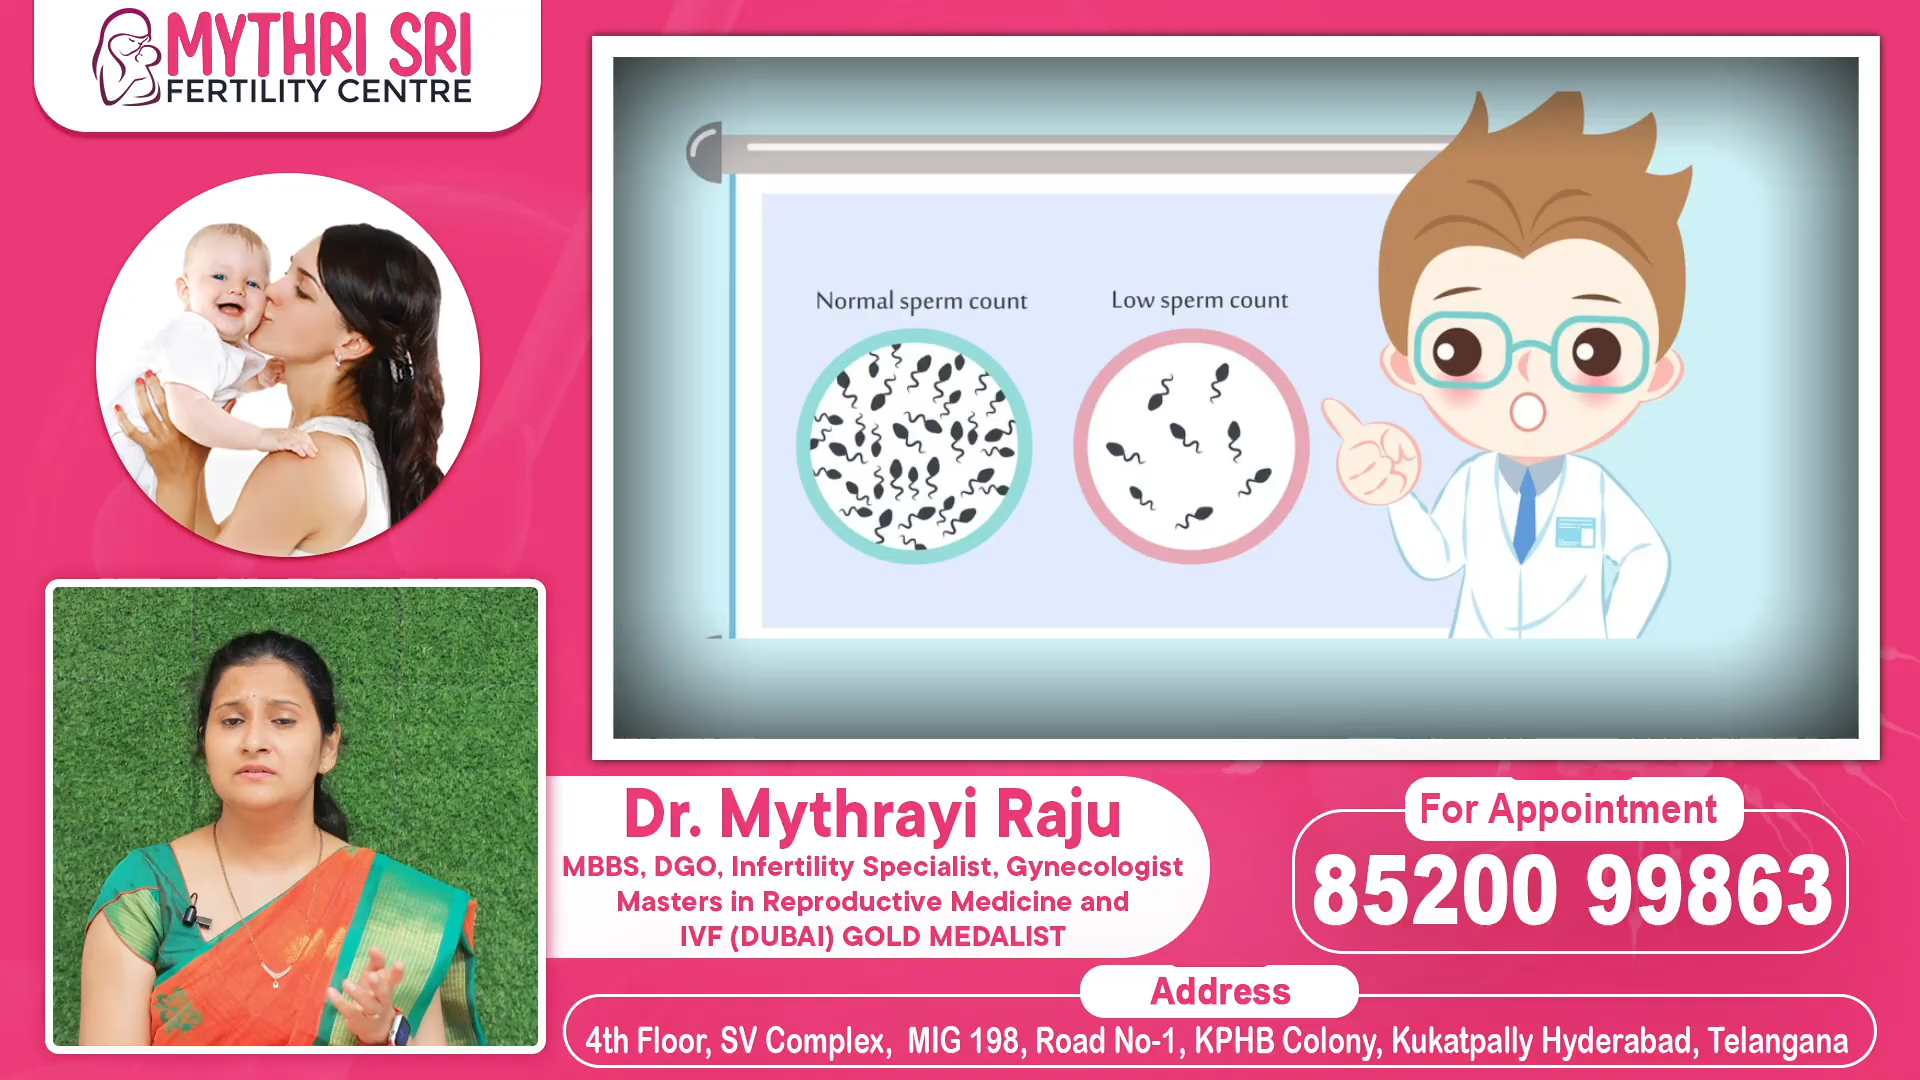 MYTHRI SRI
FERTILITY CENTRE
Normal sperm count
Low sperm count
Dr. Mythrayi Raju
MBBS, DGO, Infertility Specialist, Gynecologist
Masters in Reproductive Medicine and
IVF (DUBAI) GOLD MEDALIST
For Appointment
85200 99863
Address
4th Floor, SV Complex, MIG 198, Road No-1, KPHB Colony, Kukatpally Hyderabad, Telangana